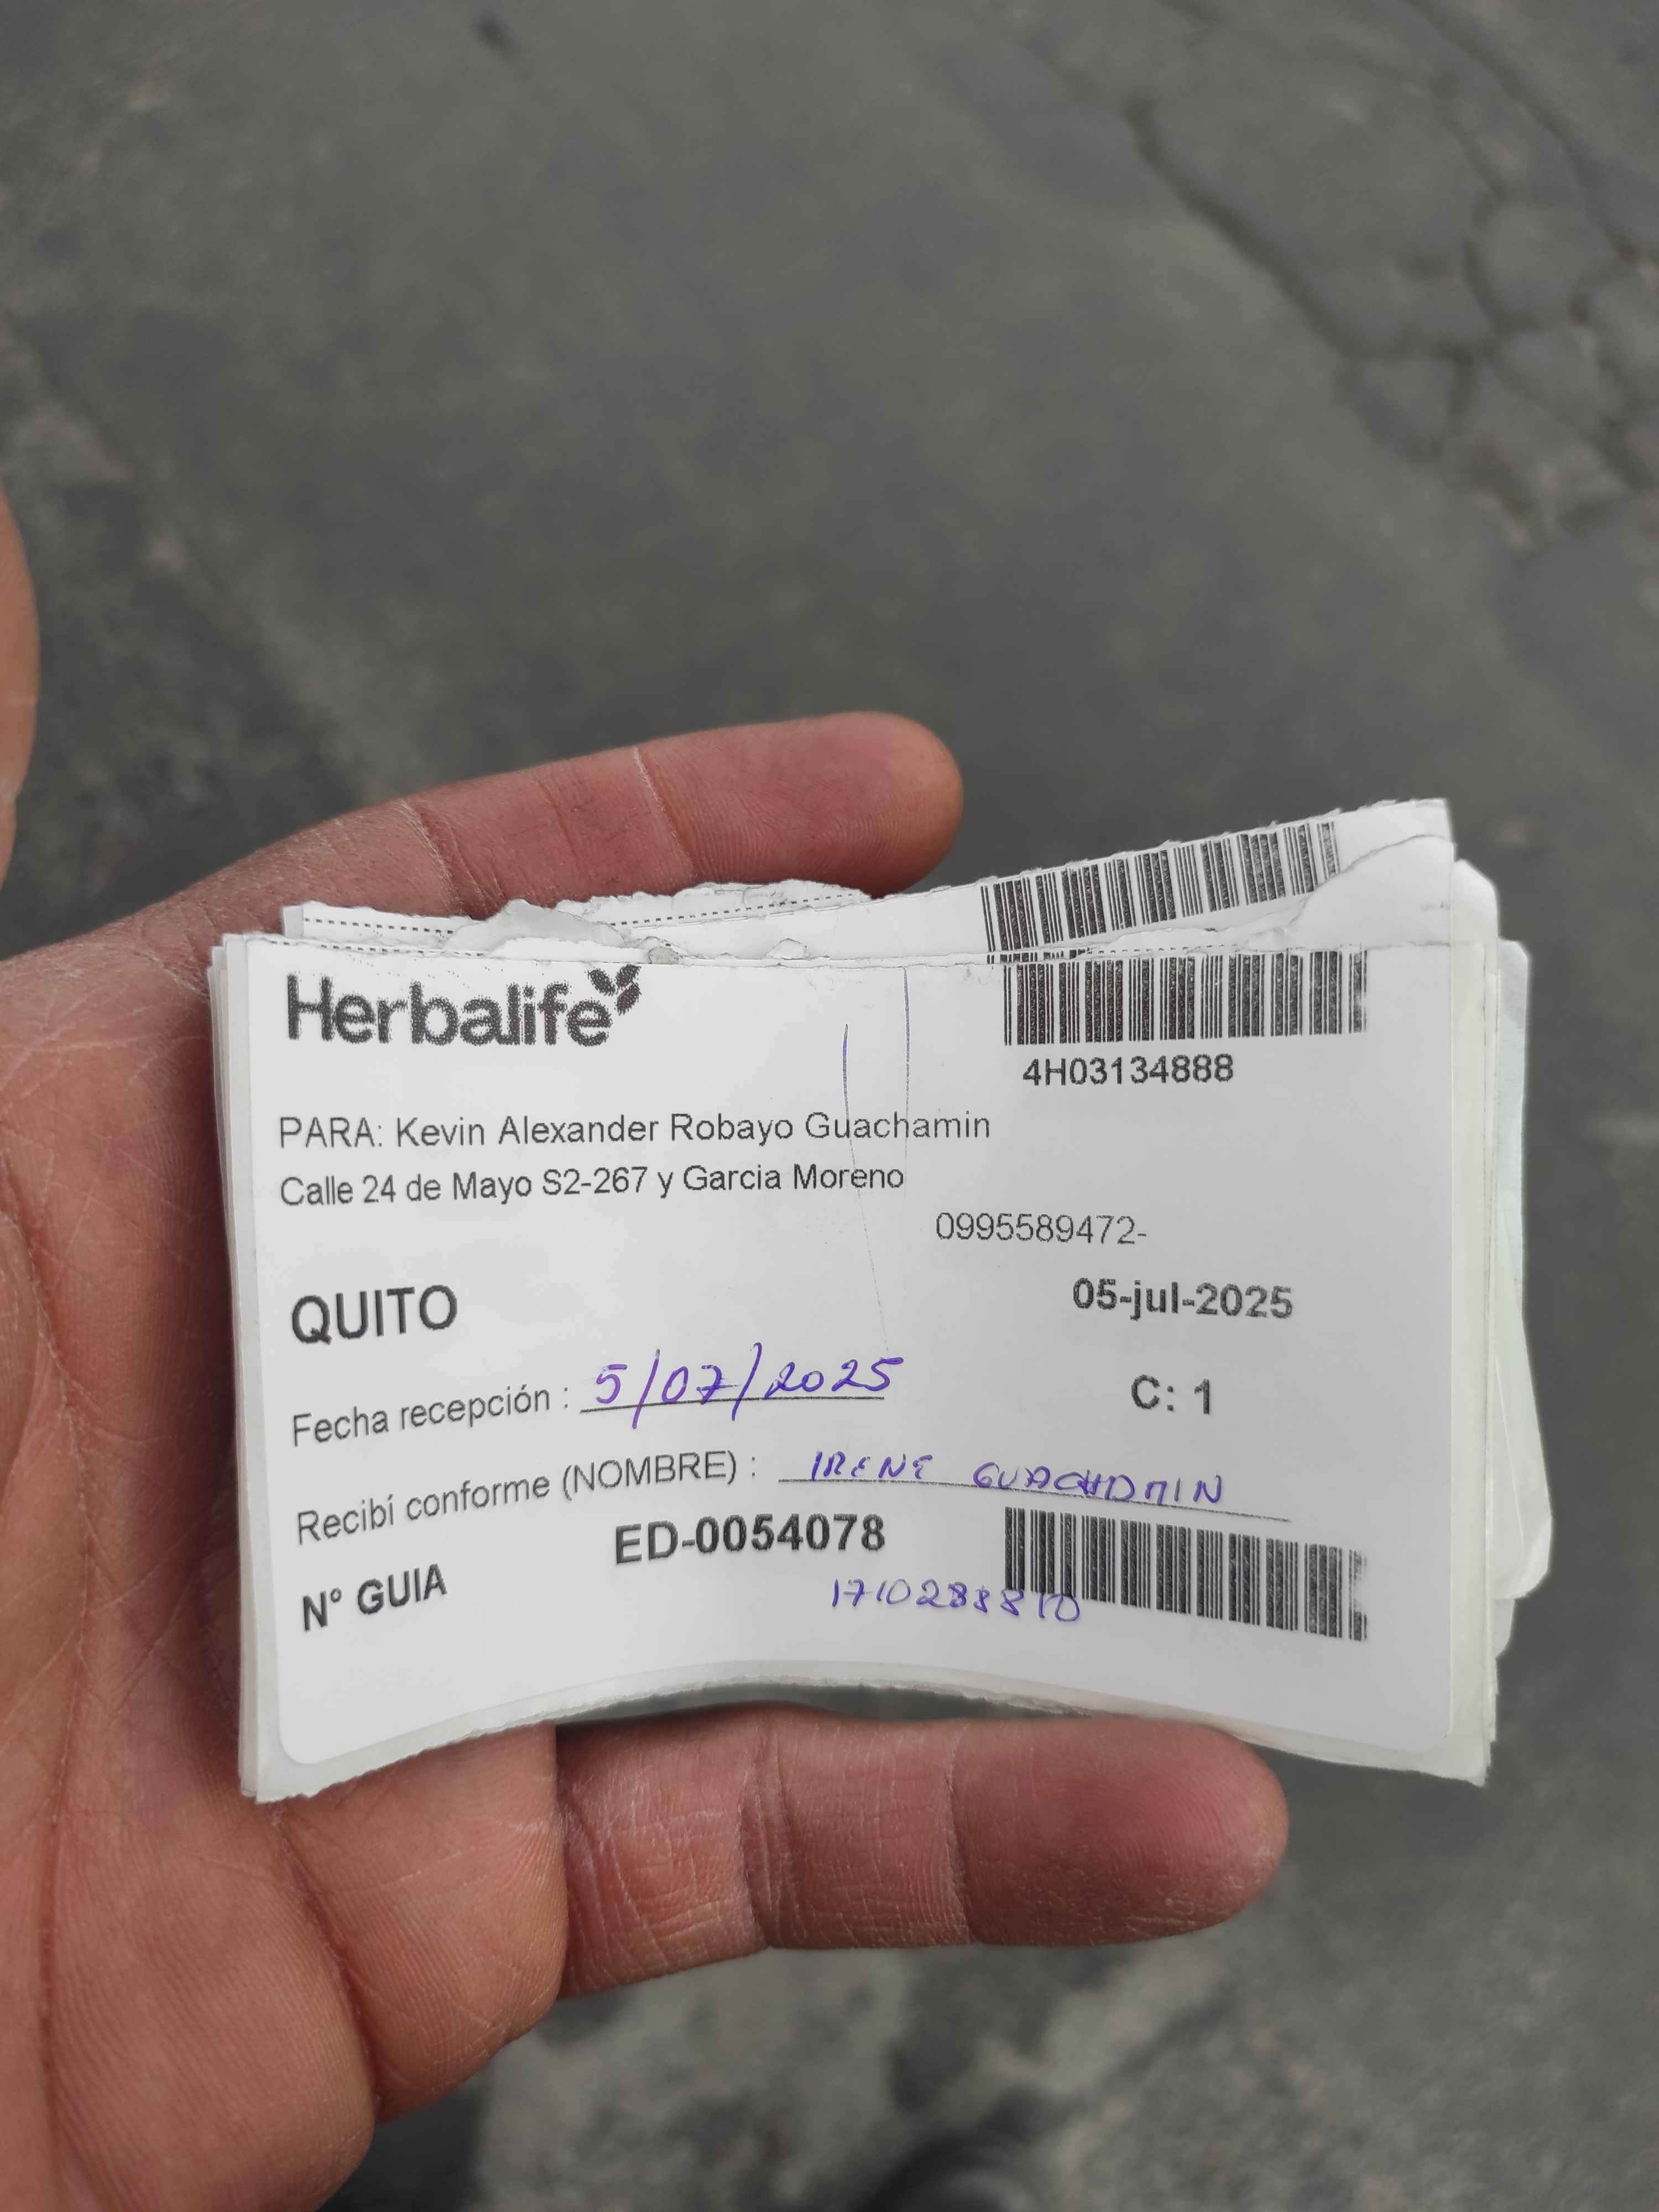 Herbalife
4H03134888
PARA: Kevin Alexander Robayo Guachamin
Calle 24 de Mayo S2-267 y Garcia Moreno
0995589472-
QUITO
05-jul-2025
Fecha recepción : 5/07/2025
C: 1
Recibí conforme (NOMBRE) : IRENE GUACHAMIN
N° GUIA ED-0054078